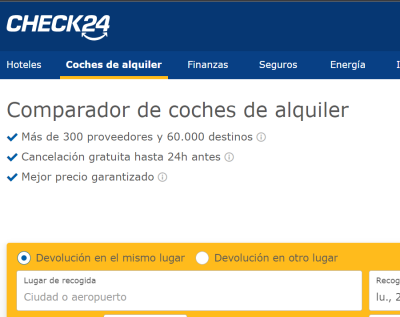 CHECK24
Hoteles Coches de alquiler Finanzas Seguros Energía
Comparador de coches de alquiler
Más de 300 proveedores y 60.000 destinos
Cancelación gratuita hasta 24h antes
Mejor precio garantizado
Devolución en el mismo lugar Devolución en otro lugar
Lugar de recogida Recog
Ciudad o aeropuerto lu., 2